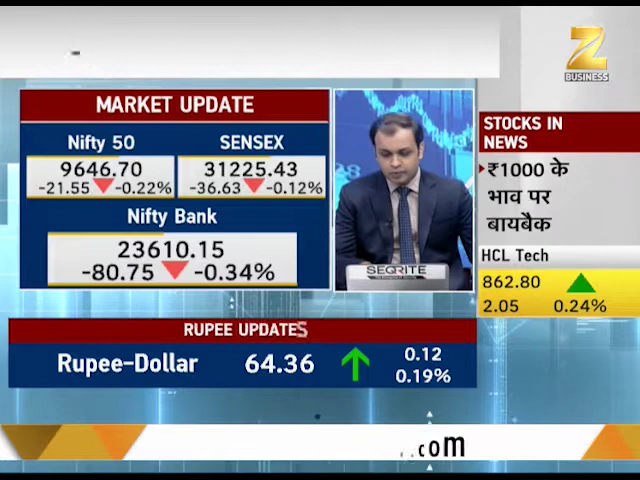 Z
BUSINESS
MARKET UPDATE
Nifty 50
9646.70
-21.55 -0.22%
SENSEX
31225.43
-36.63 -0.12%
Nifty Bank
23610.15
-80.75 -0.34%
SEQRITE
STOCKS IN
NEWS
₹1000 के
भाव पर
बायबैक
HCL Tech
862.80
2.05 0.24%
RUPEE UPDATES
Rupee-Dollar 64.36 0.12
0.19%
.com